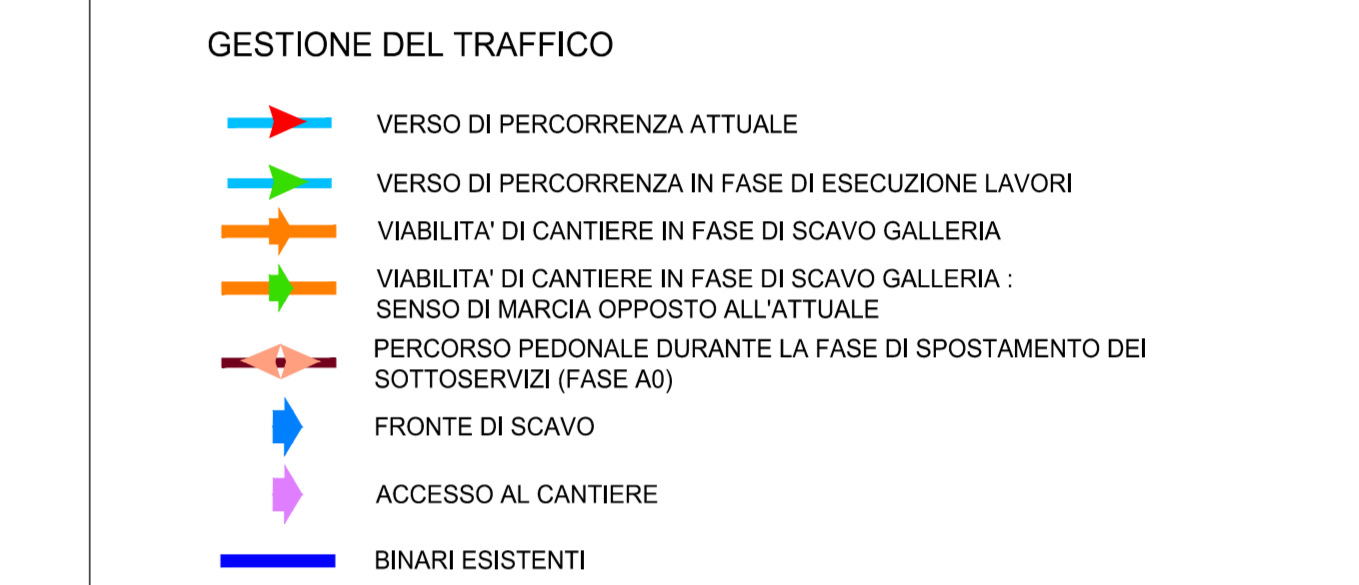 GESTIONE DEL TRAFFICO
VERSO DI PERCORRENZA ATTUALE
VERSO DI PERCORRENZA IN FASE DI ESECUZIONE LAVORI
VIABILITA' DI CANTIERE IN FASE DI SCAVO GALLERIA
VIABILITA' DI CANTIERE IN FASE DI SCAVO GALLERIA :
SENSO DI MARCIA OPPOSTO ALL'ATTUALE
PERCORSO PEDONALE DURANTE LA FASE DI SPOSTAMENTO DEI
SOTTOSERVIZI (FASE A0)
FRONTE DI SCAVO
ACCESSO AL CANTIERE
BINARI ESISTENTI